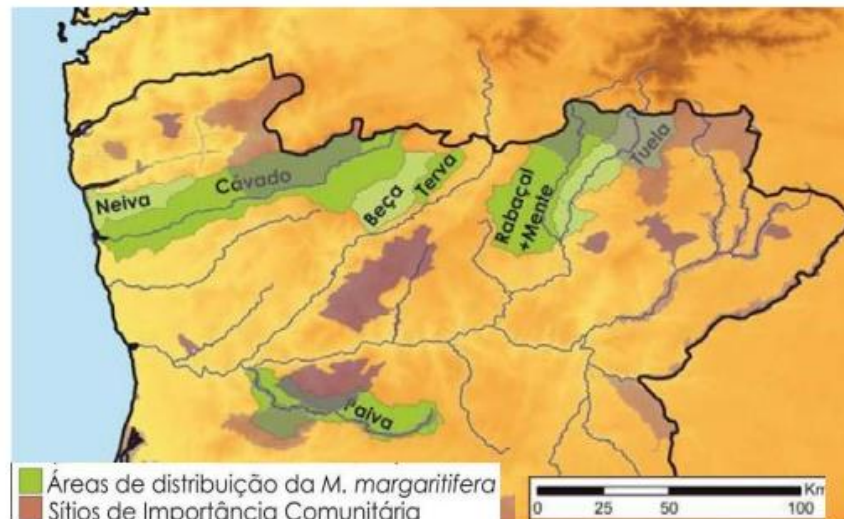 Neiva
Cávado
Beça
Terva
Rabaçal
+Mente
Tuela
Paiva
Áreas de distribuição da M. margaritifera
Sítios de Importância Comunitária
Km
0 25 50 100